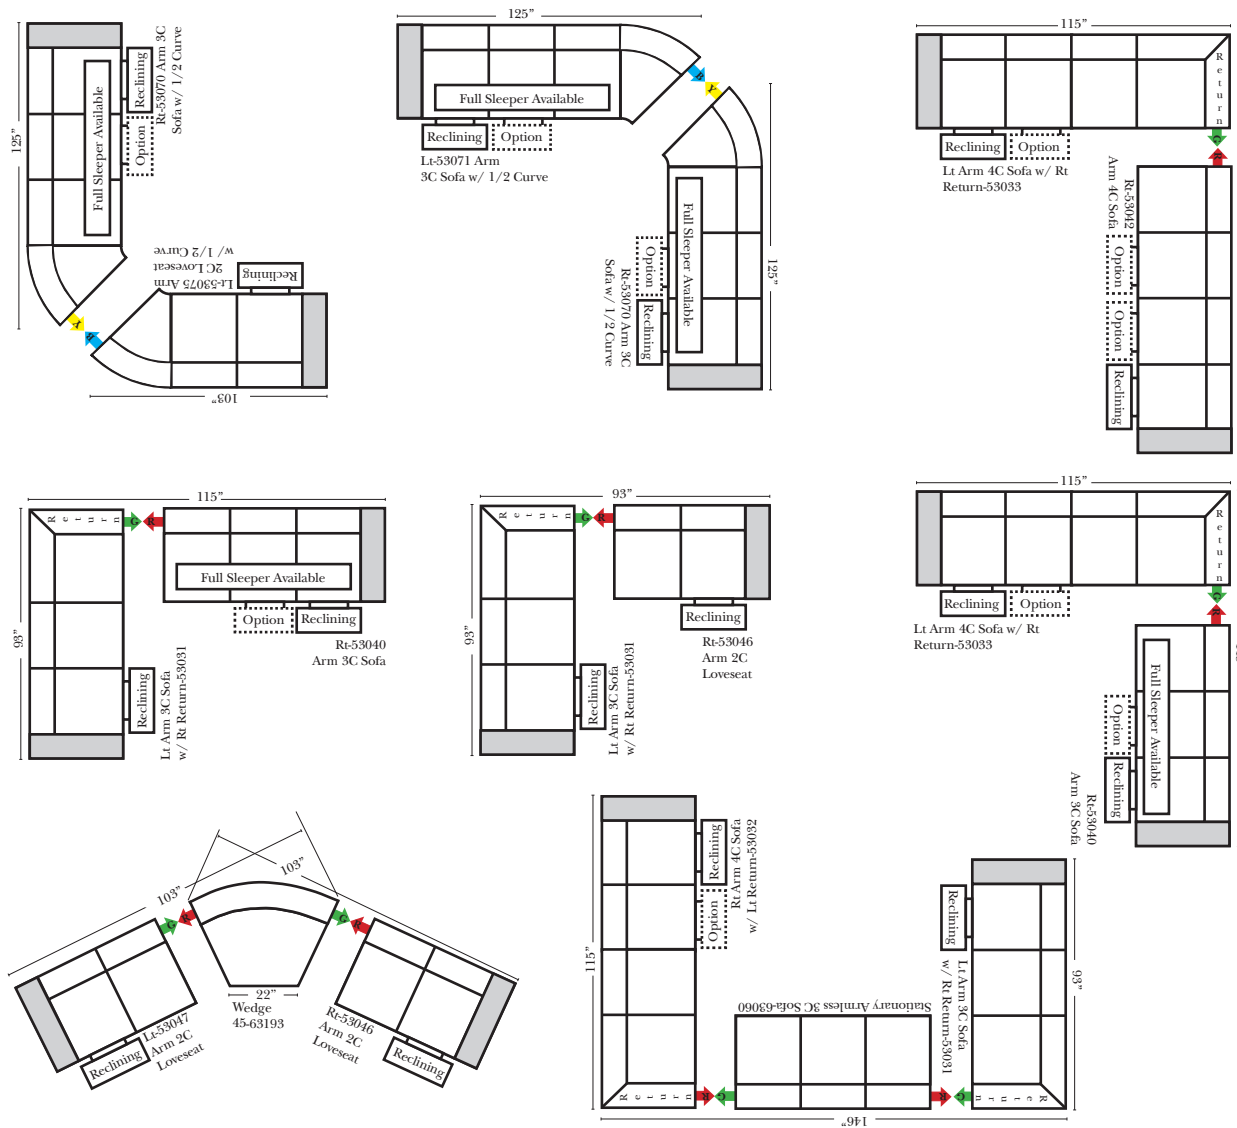 125”
Full Sleeper Available
Reclining
Option
Rt-53070 Arm 3C
Sofa w/ 1/2 Curve
Y
B
Lt-53075 Arm
2C Loveseat
w/ 1/2 Curve
Reclining
103”
125”
Full Sleeper Available
Reclining
Option
Lt-53071 Arm
3C Sofa w/ 1/2 Curve
B
Y
125”
Full Sleeper Available
Option
Reclining
Rt-53070 Arm 3C
Sofa w/ 1/2 Curve
115”
Return
Reclining
Option
Lt Arm 4C Sofa w/ Rt
Return-53033
G
R
Rt-53042
Arm 4C Sofa
Option
Option
Reclining
115”
Return
G
R
Full Sleeper Available
Option
Reclining
Rt-53040
Arm 3C Sofa
93”
Reclining
Lt Arm 3C Sofa
w/ Rt Return-53031
93”
Return
G
R
Reclining
Rt-53046
Arm 2C
Loveseat
93”
Reclining
Lt Arm 3C Sofa
w/ Rt Return-53031
115”
Return
Reclining
Option
Lt Arm 4C Sofa w/ Rt
Return-53033
G
R
Full Sleeper Available
Option
Reclining
Rt-53040
Arm 3C Sofa
103”
103”
G
R
G
R
22”
Wedge
45-63193
Lt-53047
Arm 2C
Loveseat
Reclining
Rt-53046
Arm 2C
Loveseat
Reclining
115”
Reclining
Option
Rt Arm 4C Sofa
w/ Lt Return-53032
Return
R
G
Stationary Armless 3C Sofa-63060
R
G
Return
Reclining
Lt Arm 3C Sofa
w/ Rt Return-53031
93”
146”